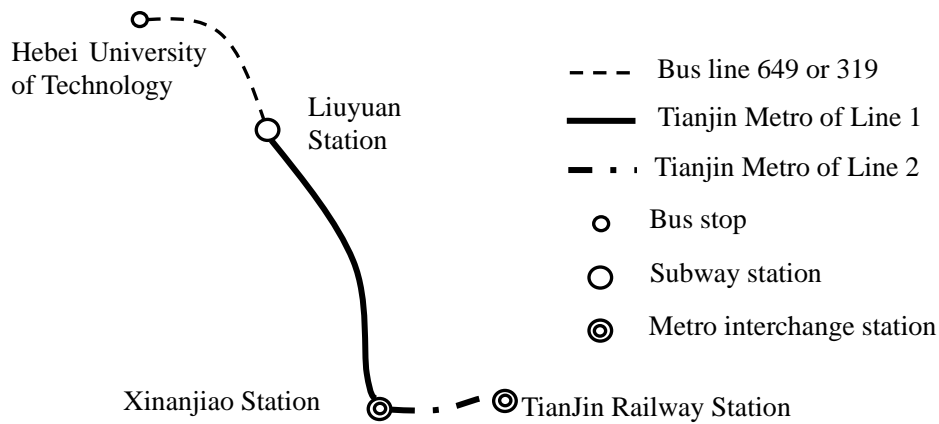 Hebei University
of Technology
Liuyuan
Station
Xinanjiao Station
TianJin Railway Station
Bus line 649 or 319
Tianjin Metro of Line 1
Tianjin Metro of Line 2
Bus stop
Subway station
Metro interchange station